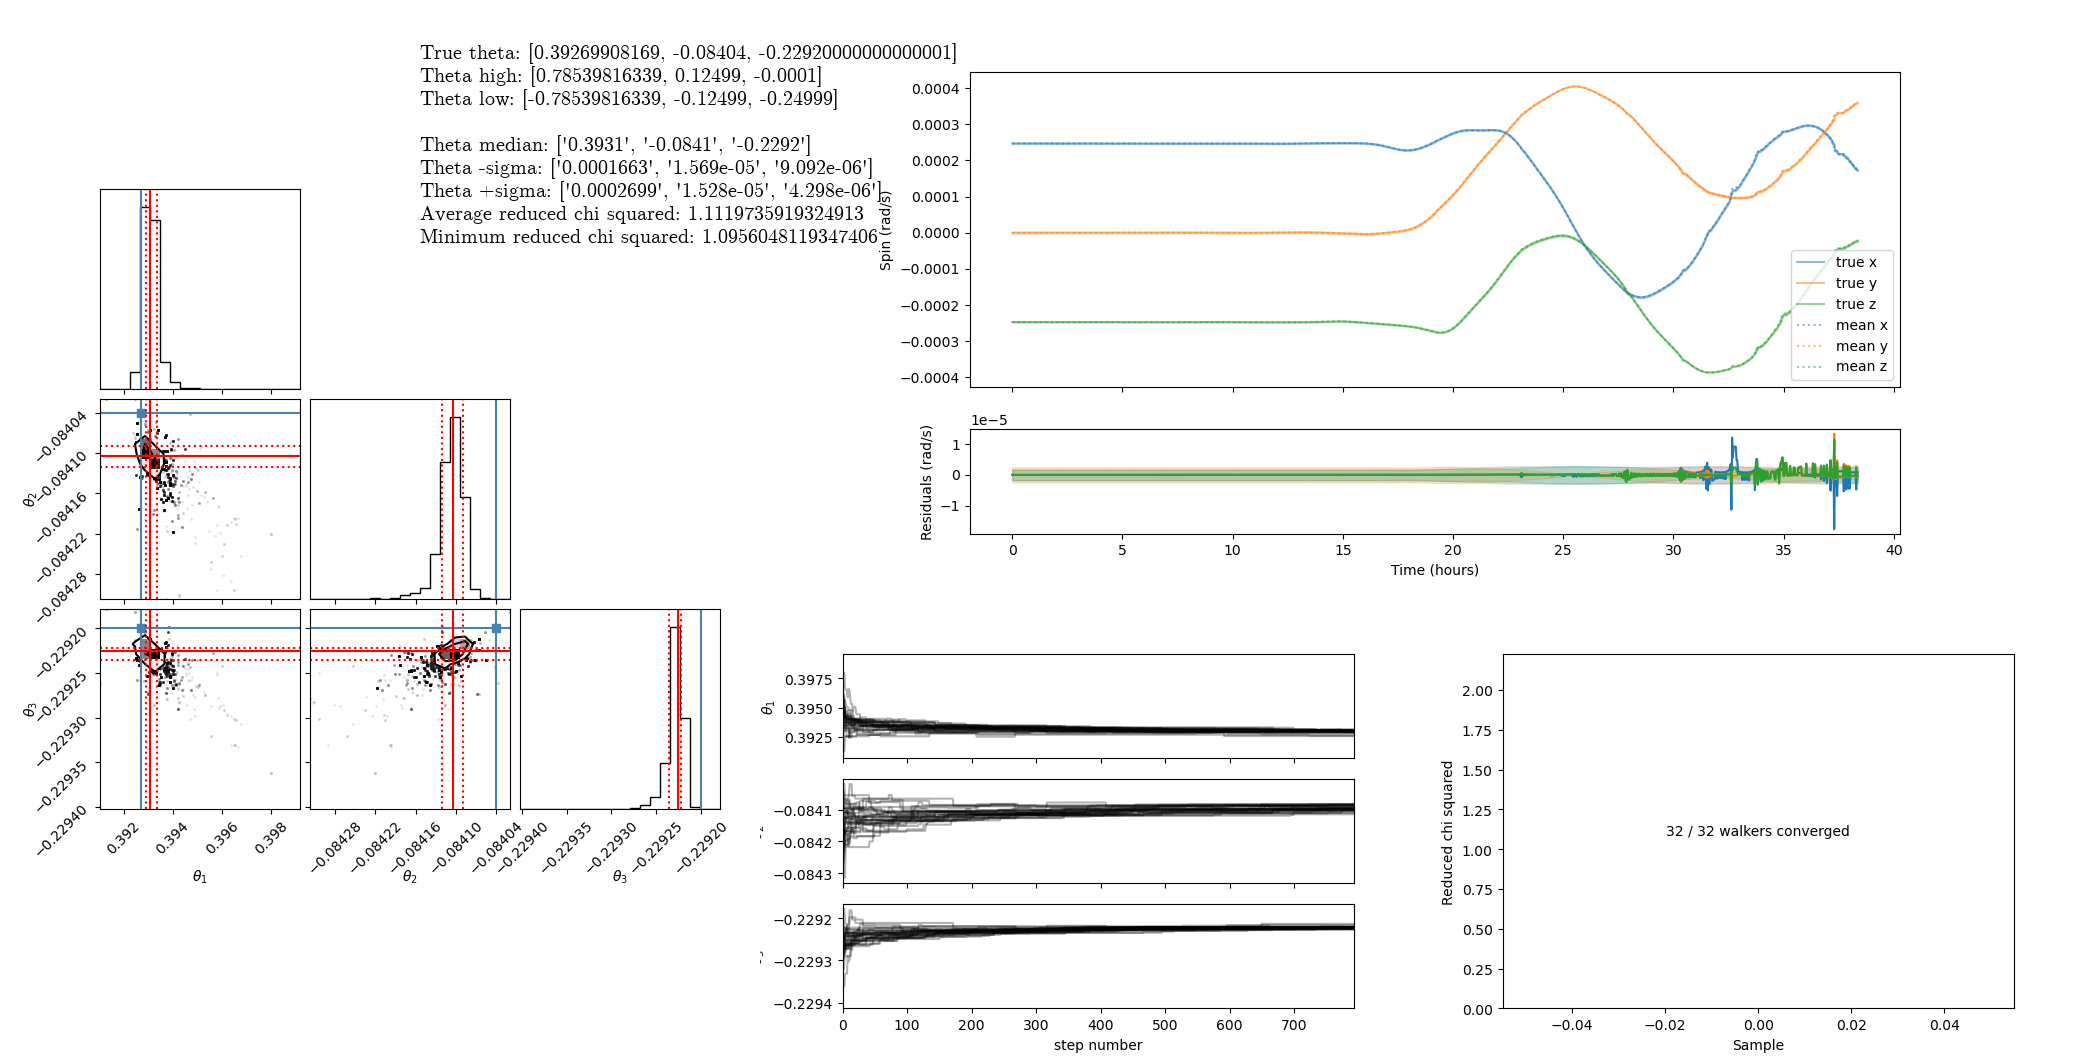 True theta: [0.39269908169, -0.08404, -0.22920000000000001]
Theta high: [0.78539816339, 0.12499, -0.0001]
Theta low: [-0.78539816339, -0.12499, -0.24999]
Theta median: ['0.3931', '-0.0841', '-0.2292']
Theta -sigma: ['0.0001663', '1.569e-05', '9.092e-06']
Theta +sigma: ['0.0002699', '1.528e-05', '4.298e-06']
Average reduced chi squared: 1.1119735919324913
Minimum reduced chi squared: 1.0956048119347406
0.0004
0.0003
0.0002
0.0001
0.0000
−0.0001
−0.0002
−0.0003
−0.0004
Spin (rad/s)
true x
true y
true z
mean x
mean y
mean z
1e−5
1
0
−1
Residuals (rad/s)
0 5 10 15 20 25 30 35 40
Time (hours)
−0.08404
−0.08410
−0.08416
−0.08422
−0.08428
θ2
−0.22920
−0.22925
−0.22930
−0.22935
−0.22940
θ3
0.392 0.394 0.396 0.398
θ1
−0.08428 −0.08422 −0.08416 −0.08410 −0.08404
θ2
−0.22940 −0.22935 −0.22930 −0.22925 −0.22920
θ3
0.3975
0.3950
0.3925
θ1
−0.0841
−0.0842
−0.0843
−0.2292
−0.2293
−0.2294
0 100 200 300 400 500 600 700
step number
2.00
1.75
1.50
1.25
1.00
0.75
0.50
0.25
0.00
Reduced chi squared
32 / 32 walkers converged
−0.04 −0.02 0.00 0.02 0.04
Sample